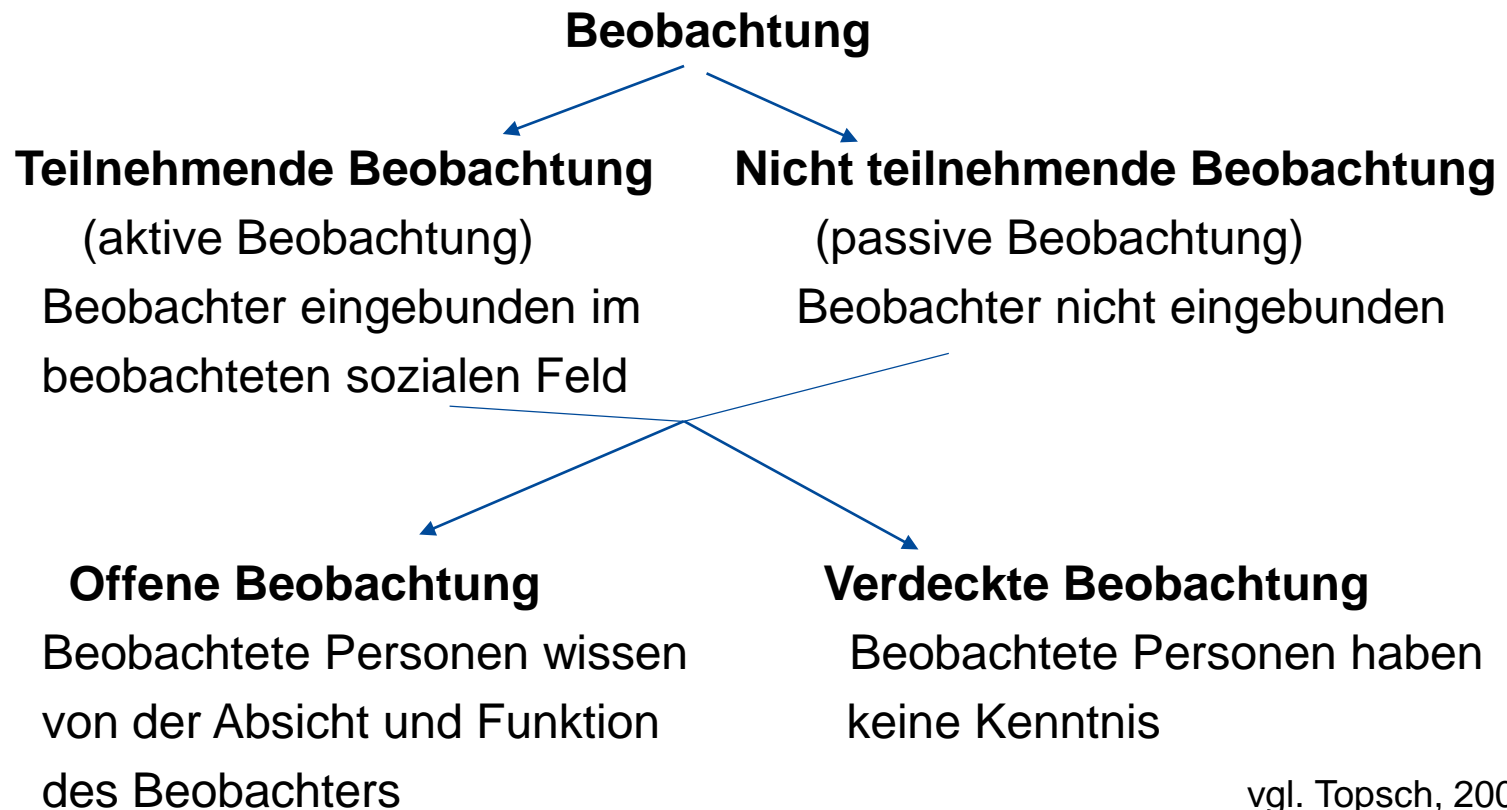 Beobachtung
Teilnehmende Beobachtung
(aktive Beobachtung)
Beobachter eingebunden im
beobachteten sozialen Feld
Nicht teilnehmende Beobachtung
(passive Beobachtung)
Beobachter nicht eingebunden
Offene Beobachtung
Beobachtete Personen wissen
von der Absicht und Funktion
des Beobachters
Verdeckte Beobachtung
Beobachtete Personen haben
keine Kenntnis
vgl. Topsch,